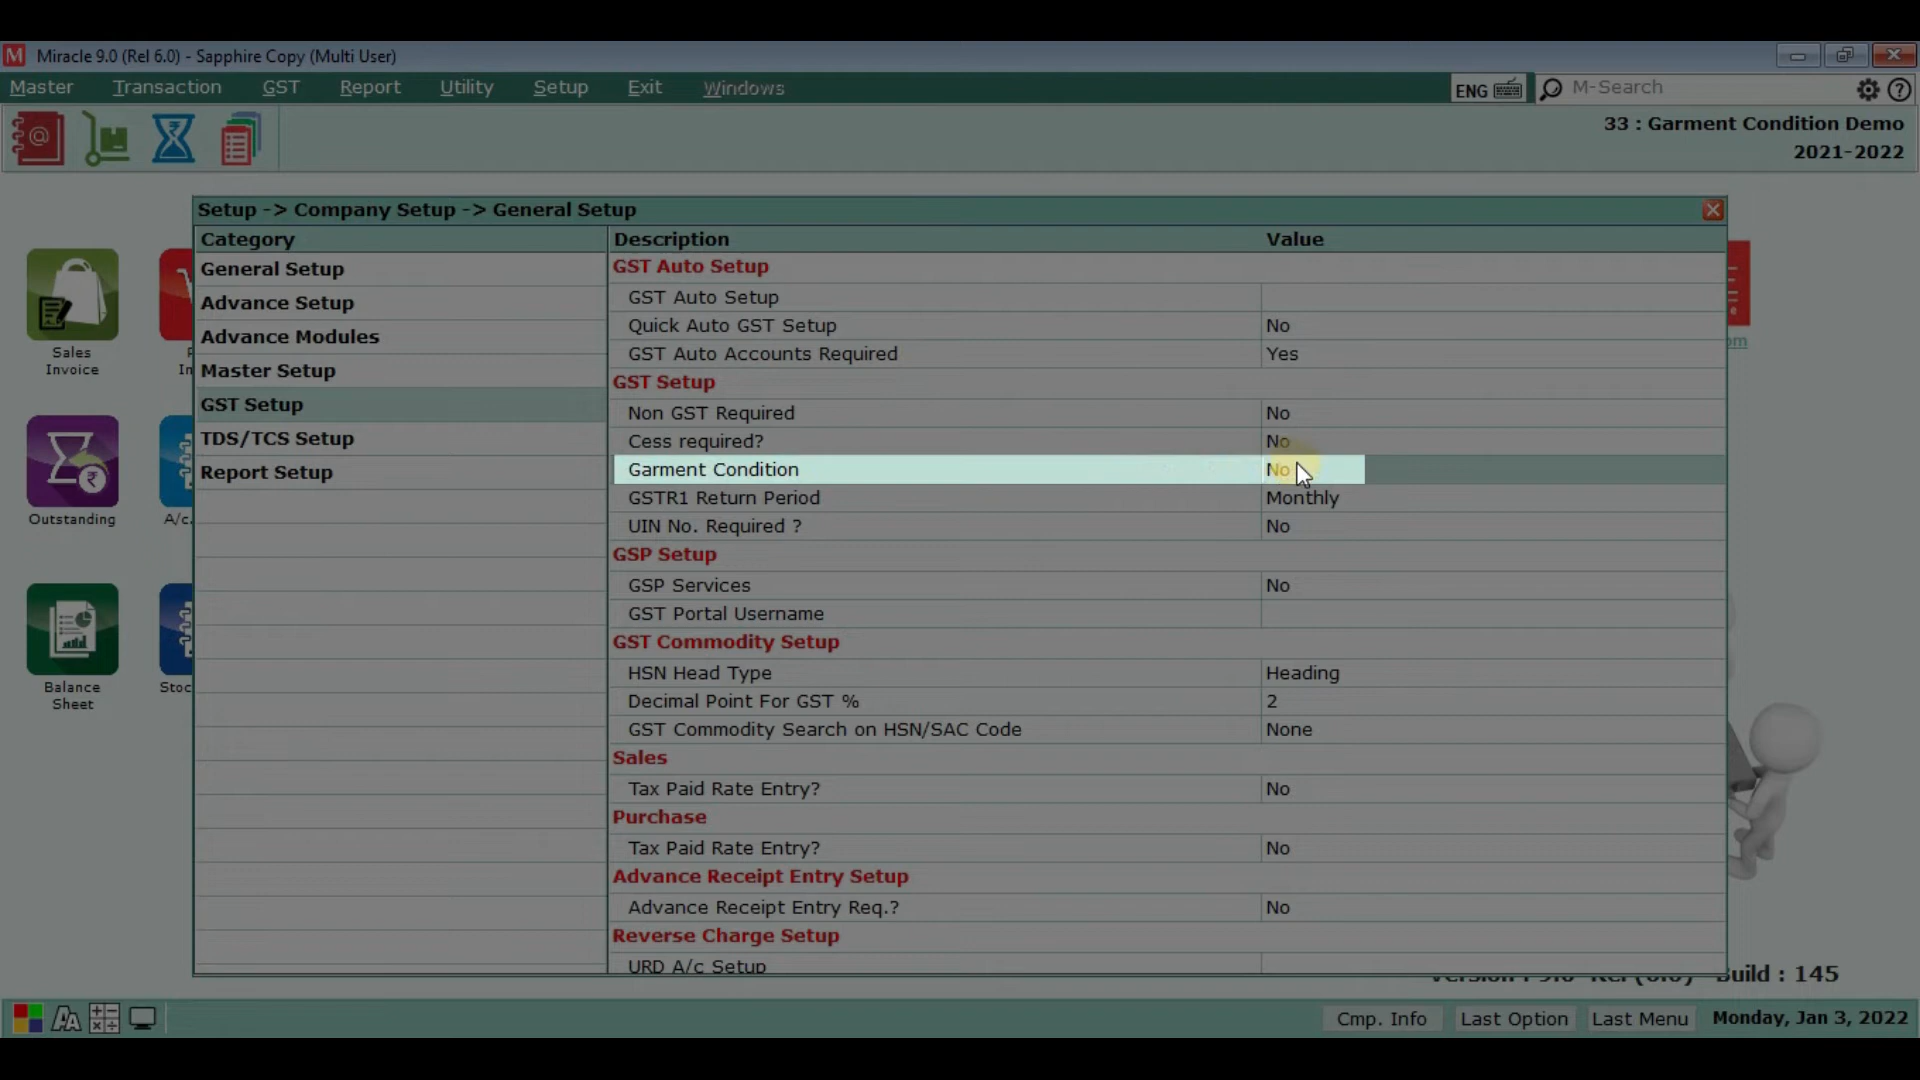 Miracle 9.0 (Rel 6.0) - Sapphire Copy (Multi User)
Master Transaction GST Report Utility Setup Exit Windows ENG M-Search
33 : Garment Condition Demo
2021-2022
Setup -> Company Setup -> General Setup
Category Description Value
General Setup
Advance Setup
Advance Modules
Master Setup
GST Setup
TDS/TCS Setup
Report Setup
GST Auto Setup
GST Auto Setup
Quick Auto GST Setup No
GST Auto Accounts Required Yes
GST Setup
Non GST Required No
Cess required? No
Garment Condition No
GSTR1 Return Period Monthly
UIN No. Required ? No
GSP Setup
GSP Services No
GST Portal Username
GST Commodity Setup
HSN Head Type Heading
Decimal Point For GST % 2
GST Commodity Search on HSN/SAC Code None
Sales
Tax Paid Rate Entry? No
Purchase
Tax Paid Rate Entry? No
Advance Receipt Entry Setup
Advance Receipt Entry Req.? No
Reverse Charge Setup
URD A/c Setup
Sales
Invoice
Outstanding
A/c.
Balance
Sheet
Build : 145
Cmp. Info Last Option Last Menu Monday, Jan 3, 2022